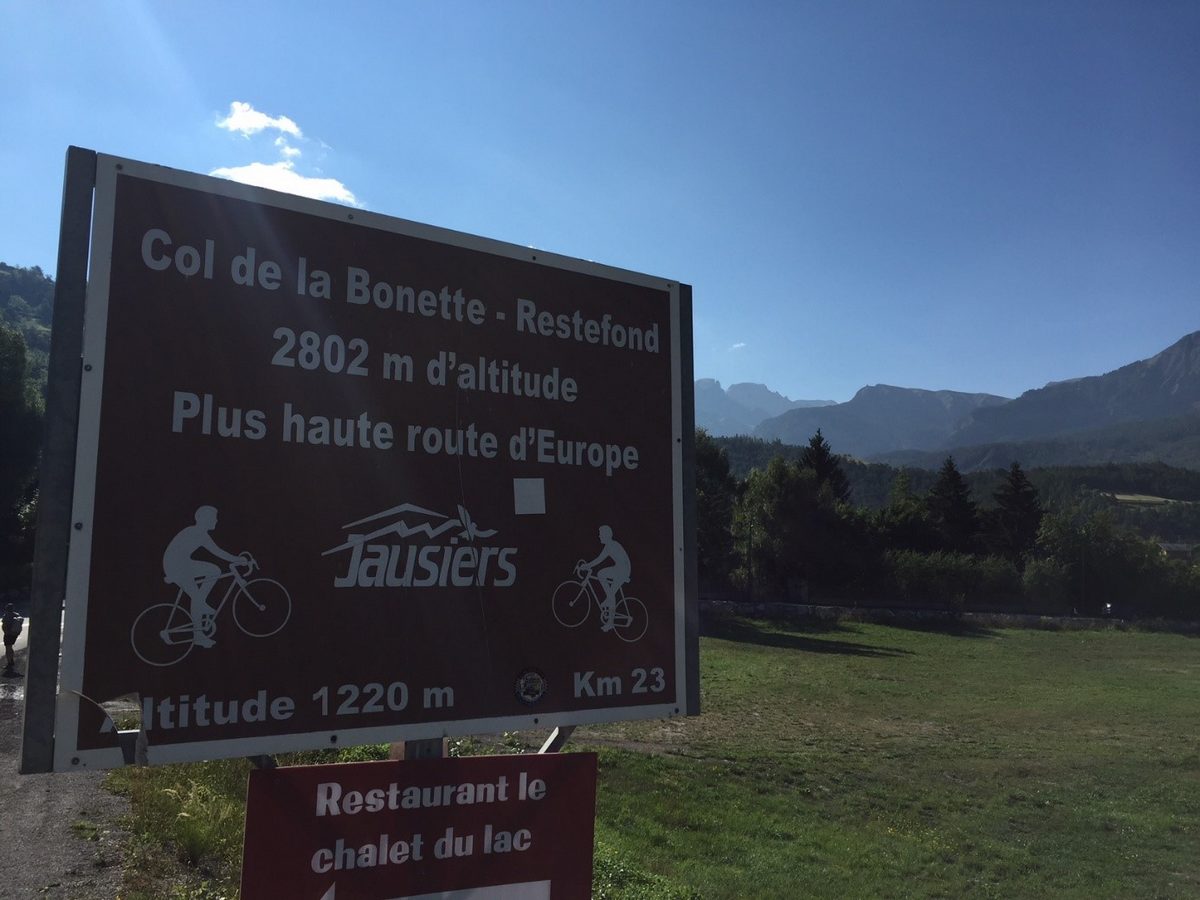 Col de la Bonette - Restefond
2802 m d'altitude
Plus haute route d'Europe
Jausiers
Altitude 1220 m
Km 23
Restaurant le
chalet du lac